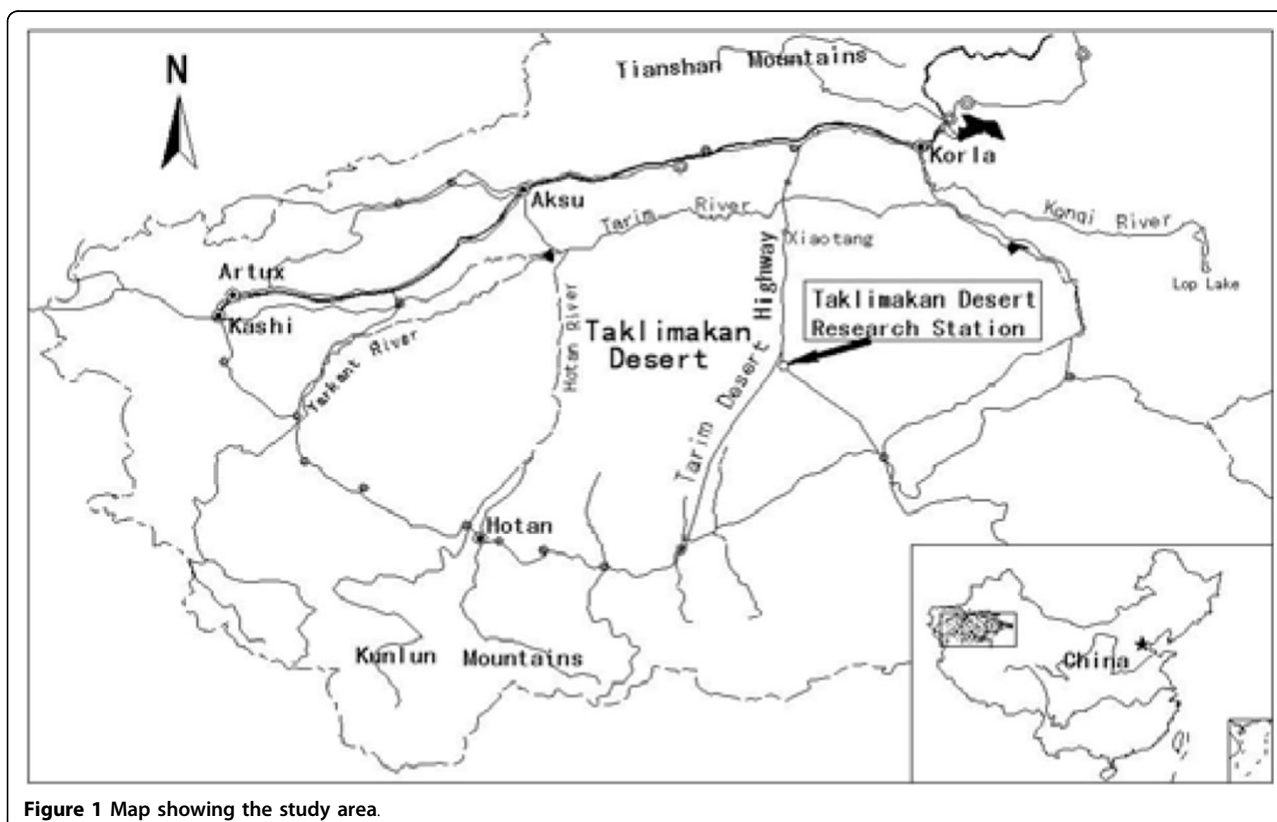 N
Tianshan Mountains
Korla
Aksu
Tarim River
Konqi River
Xiaotang
Artux
Lop Lake
Kashi
Taklimakan Desert
Research Station
Taklimakan
Desert
Hotan River
Yarkant River
Tarim Desert Highway
Hotan
Kunlun Mountains
China
Figure 1 Map showing the study area.